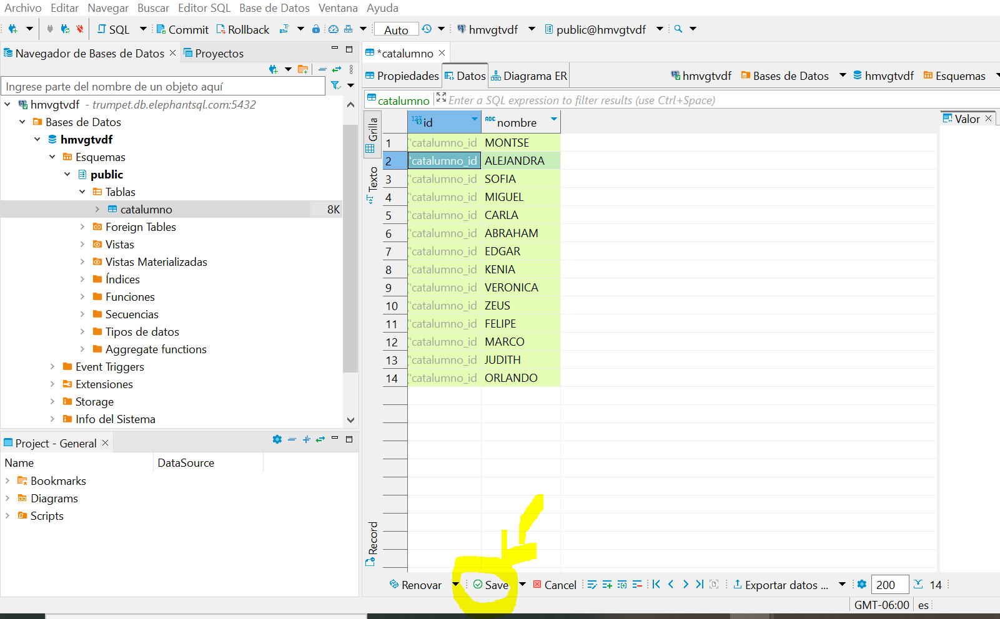 Archivo Editar Navegar Buscar Editor SQL Base de Datos Ventana Ayuda
SQL Commit Rollback Auto hmvgtvdf public@hmvgtvdf
Navegador de Bases de Datos Proyectos
Ingrese parte del nombre de un objeto aquí
hmvgtvdf - trumpet.db.elephantsql.com:5432
Bases de Datos
hmvgtvdf
Esquemas
public
Tablas
catalumno 8K
Foreign Tables
Vistas
Vistas Materializadas
Índices
Funciones
Secuencias
Tipos de datos
Aggregate functions
Event Triggers
Extensiones
Storage
Info del Sistema
Project - General
Name DataSource
Bookmarks
Diagrams
Scripts
*catalumno
Propiedades Datos Diagrama ER hmvgtvdf Bases de Datos hmvgtvdf Esquemas
catalumno Enter a SQL expression to filter results (use Ctrl+Space)
Grilla
Texto
Record
123 id ABC nombre
1 'catalumno_id MONTSE
2 'catalumno_id ALEJANDRA
3 'catalumno_id SOFIA
4 'catalumno_id MIGUEL
5 'catalumno_id CARLA
6 'catalumno_id ABRAHAM
7 'catalumno_id EDGAR
8 'catalumno_id KENIA
9 'catalumno_id VERONICA
10 'catalumno_id ZEUS
11 'catalumno_id FELIPE
12 'catalumno_id MARCO
13 'catalumno_id JUDITH
14 'catalumno_id ORLANDO
Valor
Renovar Save Cancel Exportar datos ... 200 14
GMT-06:00 es